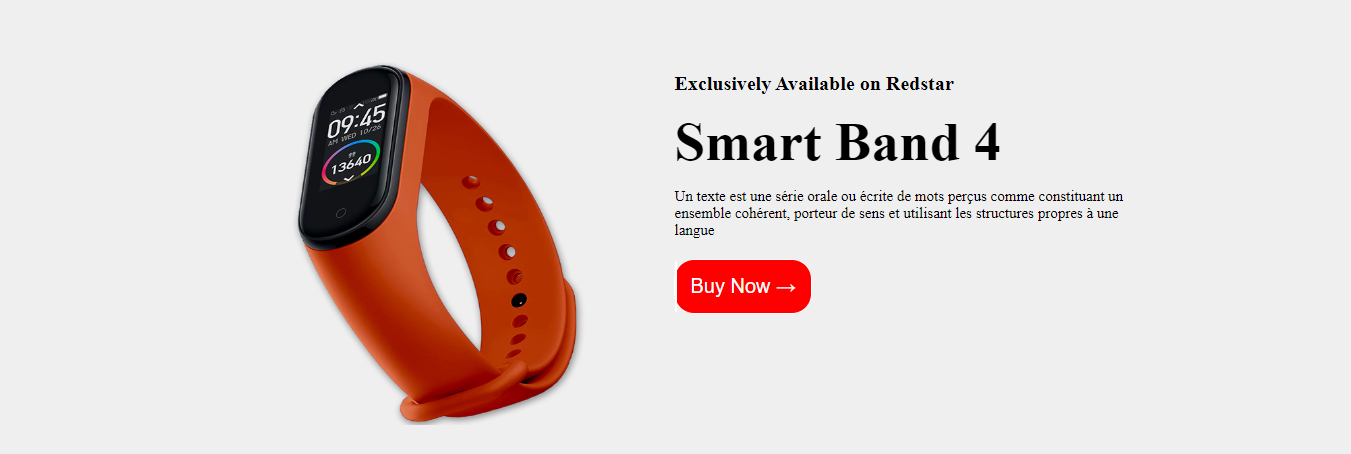 09:45
AM WED 10/26
13640
Exclusively Available on Redstar
Smart Band 4
Un texte est une série orale ou écrite de mots perçus comme constituant un
ensemble cohérent, porteur de sens et utilisant les structures propres à une
langue
Buy Now →